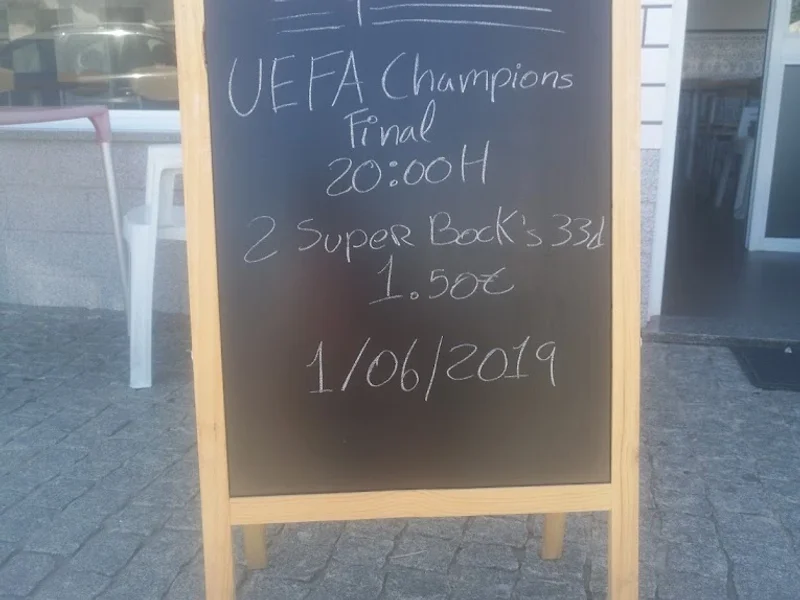 UEFA Champions
Final
20:00H
2 Super Bock's 33cl
1.50€
1/06/2019